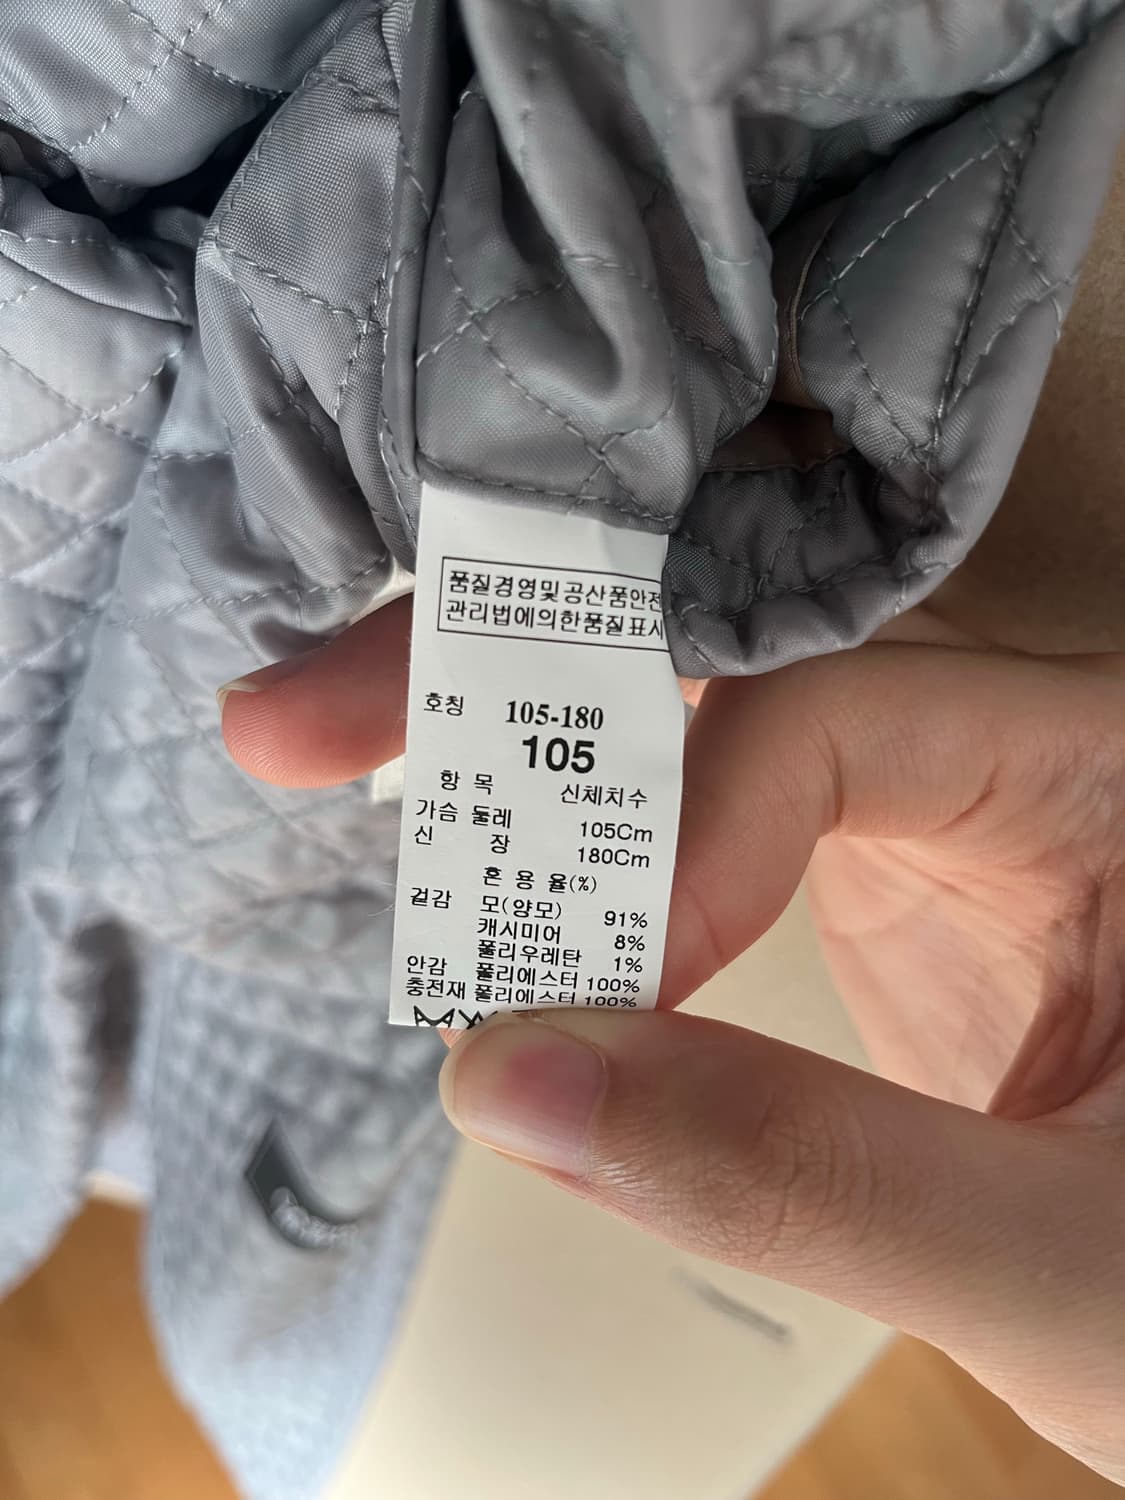 품질경영및공산품안전
관리법에의한품질표시
호칭 105-180
105
항 목 신체치수
가슴 둘레 105Cm
신 장 180Cm
혼 용 율(%)
겉감 모(양모) 91%
캐시미어 8%
폴리우레탄 1%
안감 폴리에스터 100%
충전재 폴리에스터 100%